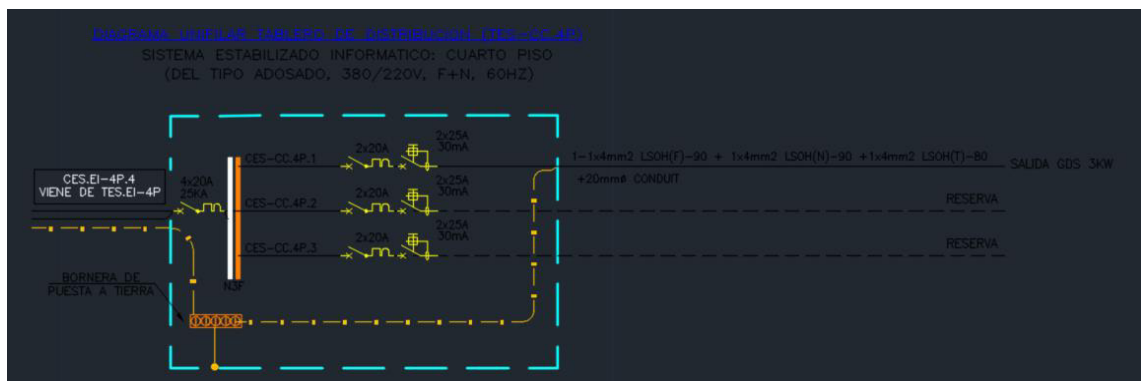 DIAGRAMA UNIFILAR TABLERO DE DISTRIBUCION (TES-CC.4P)
SISTEMA ESTABILIZADO INFORMATICO: CUARTO PISO
(DEL TIPO ADOSADO, 380/220V, F+N, 60HZ)
CES.EI-4P.4
VIENE DE TES.EI-4P
4x20A
25KA
CES-CC.4P.1
2x20A
2x25A
30mA
1-1x4mm2 LSOH(F)-90 + 1x4mm2 LSOH(N)-90 +1x4mm2 LSOH(T)-80
+20mmø CONDUIT
SALIDA GDS 3KW
CES-CC.4P.2
2x20A
2x25A
30mA
RESERVA
CES-CC.4P.3
2x20A
2x25A
30mA
RESERVA
N3F
BORNERA DE
PUESTA A TIERRA